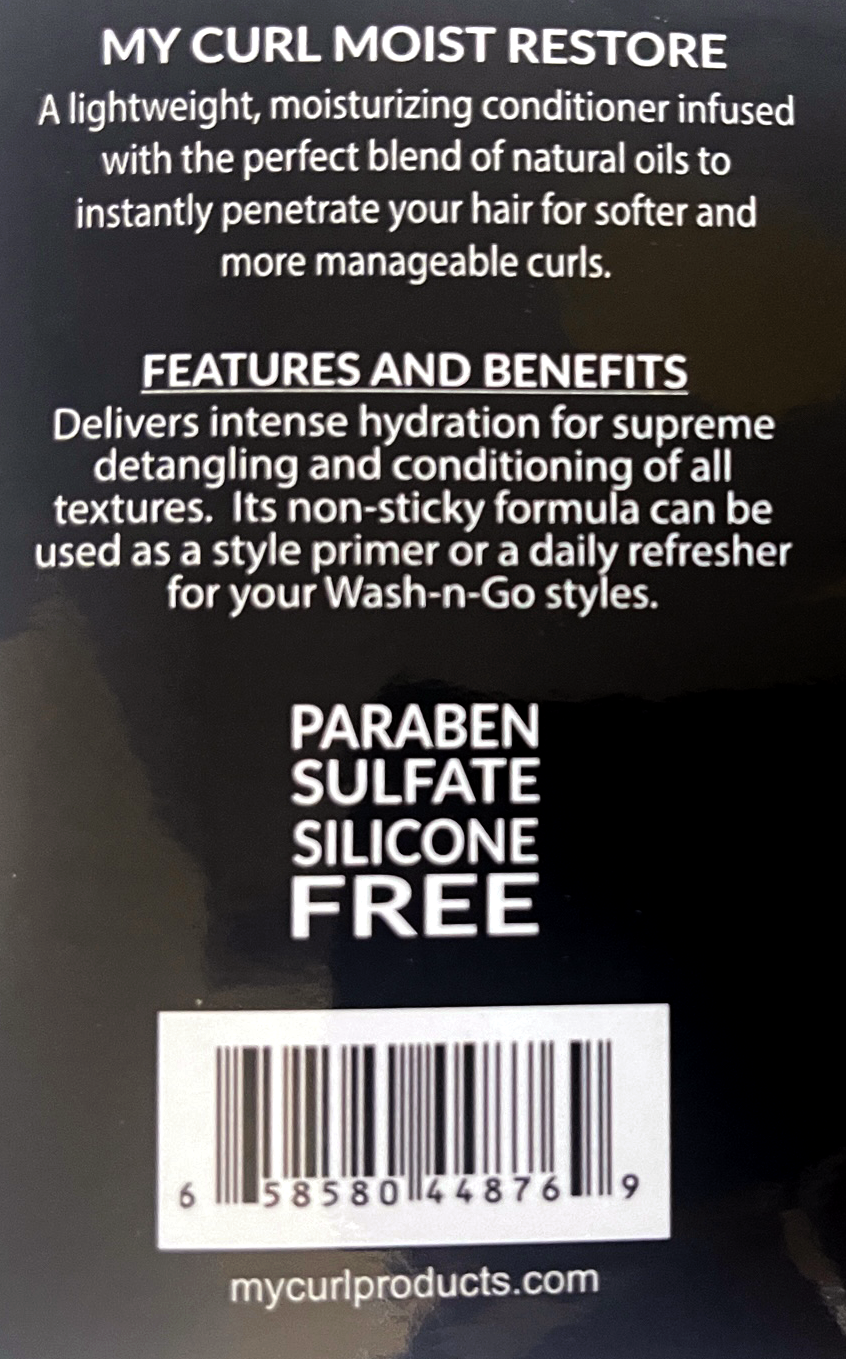 MY CURL MOIST RESTORE
A lightweight, moisturizing conditioner infused
with the perfect blend of natural oils to
instantly penetrate your hair for softer and
more manageable curls.
FEATURES AND BENEFITS
Delivers intense hydration for supreme
detangling and conditioning of all
textures. Its non-sticky formula can be
used as a style primer or a daily refresher
for your Wash-n-Go styles.
PARABEN
SULFATE
SILICONE
FREE
6 58580 44876 9
mycurlproducts.com